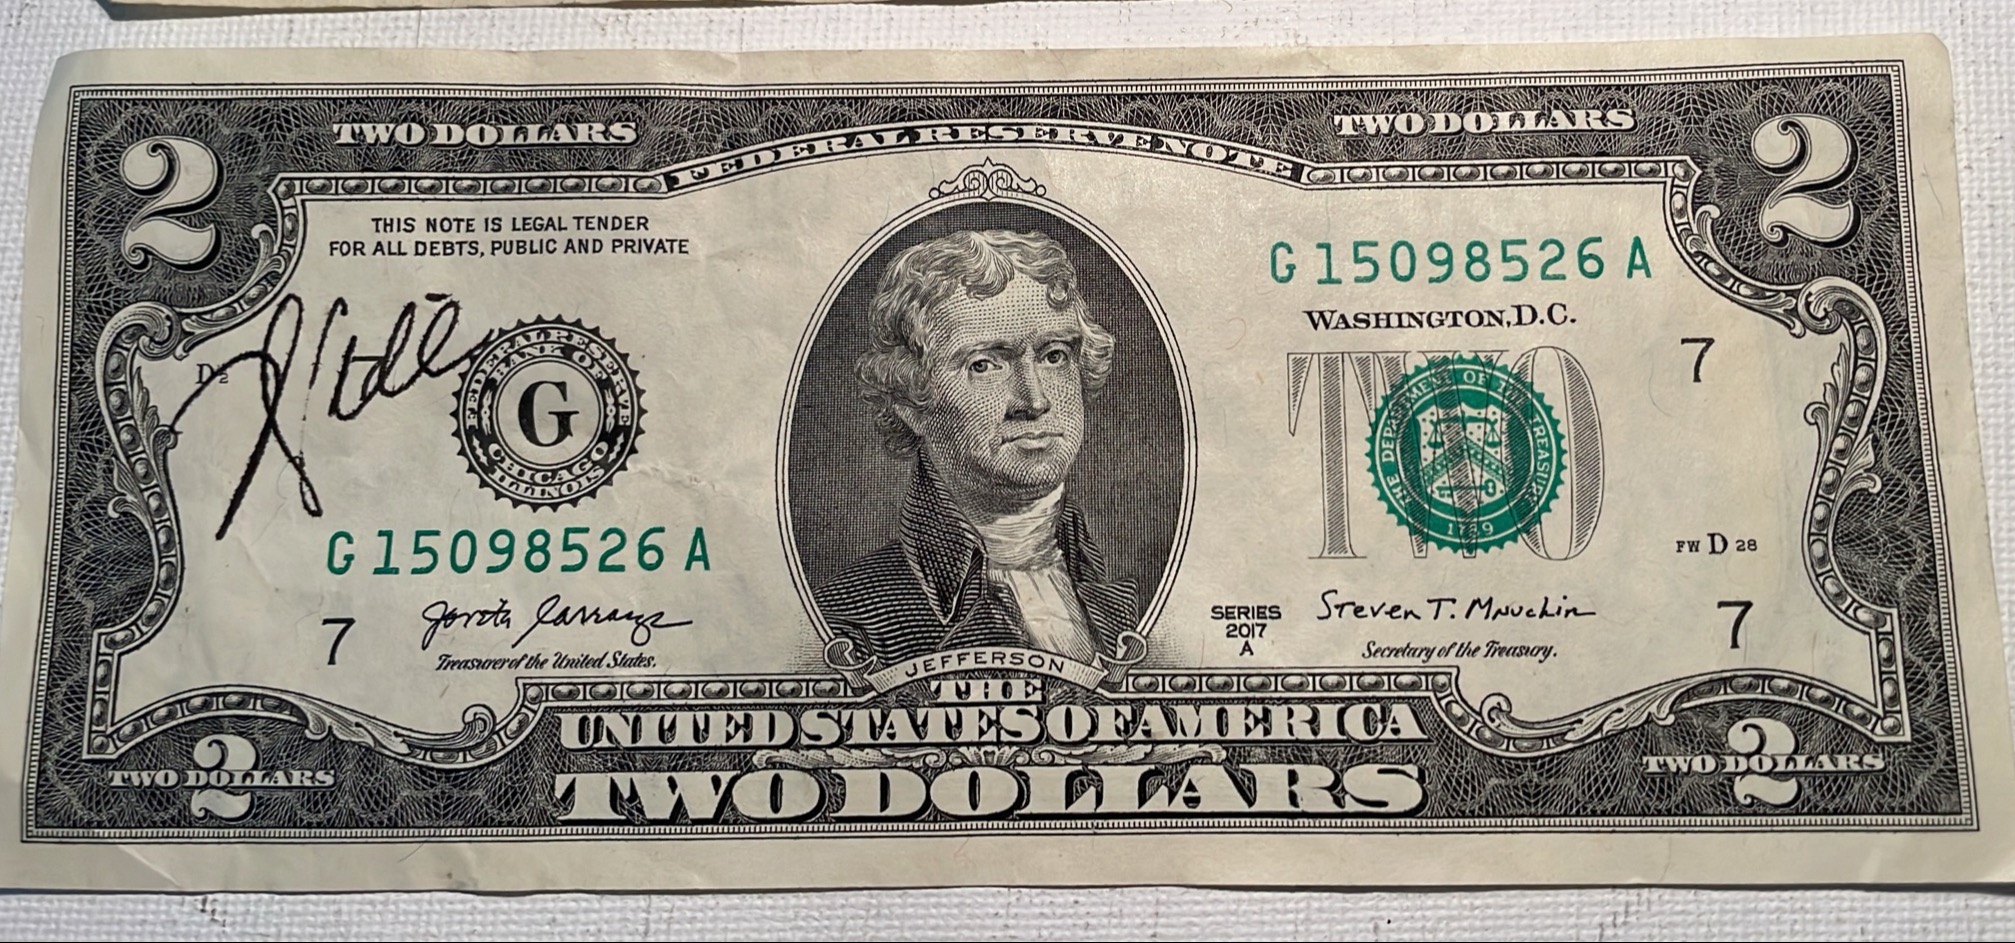 TWO DOLLARS
FEDERAL RESERVE NOTE
TWO DOLLARS
2
2
THIS NOTE IS LEGAL TENDER
FOR ALL DEBTS, PUBLIC AND PRIVATE
G 15098526 A
WASHINGTON, D.C.
D 2
FEDERAL RESERVE BANK OF
G
CHICAGO
ILLINOIS
TWO
THE DEPARTMENT OF THE TREASURY
1789
7
G 15098526 A
FW D 28
7
Treasurer of the United States.
SERIES
2017
A
Steven T. Mnuchin
Secretary of the Treasury.
7
JEFFERSON
THE
UNITED STATES OF AMERICA
TWO DOLLARS
TWO DOLLARS
2
TWO DOLLARS
2